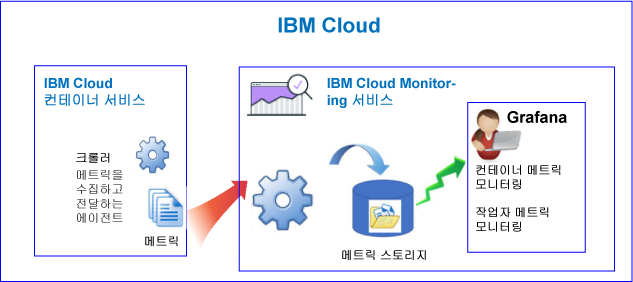 IBM Cloud
IBM Cloud
컨테이너 서비스
크롤러
메트릭을
수집하고
전달하는
에이전트
메트릭
IBM Cloud Monitor-
ing 서비스
메트릭 스토리지
Grafana
컨테이너 메트릭
모니터링
작업자 메트릭
모니터링